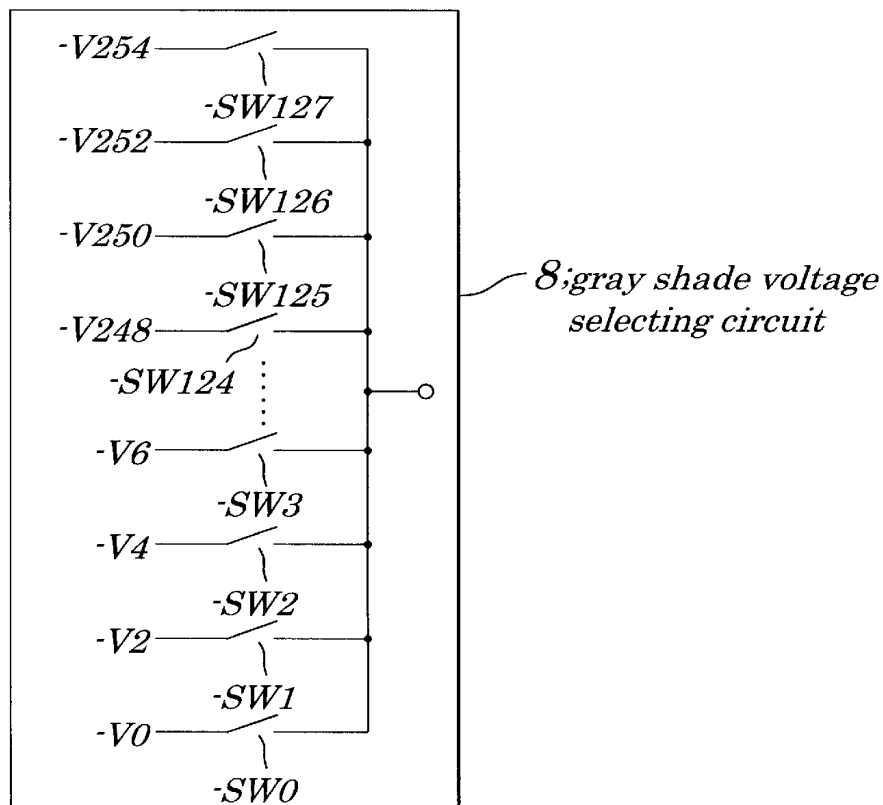 -V254
-SW127
-V252
-SW126
-V250
-SW125
-V248
-SW124
-V6
-SW3
-V4
-SW2
-V2
-SW1
-V0
-SW0
8;gray shade voltage
selecting circuit